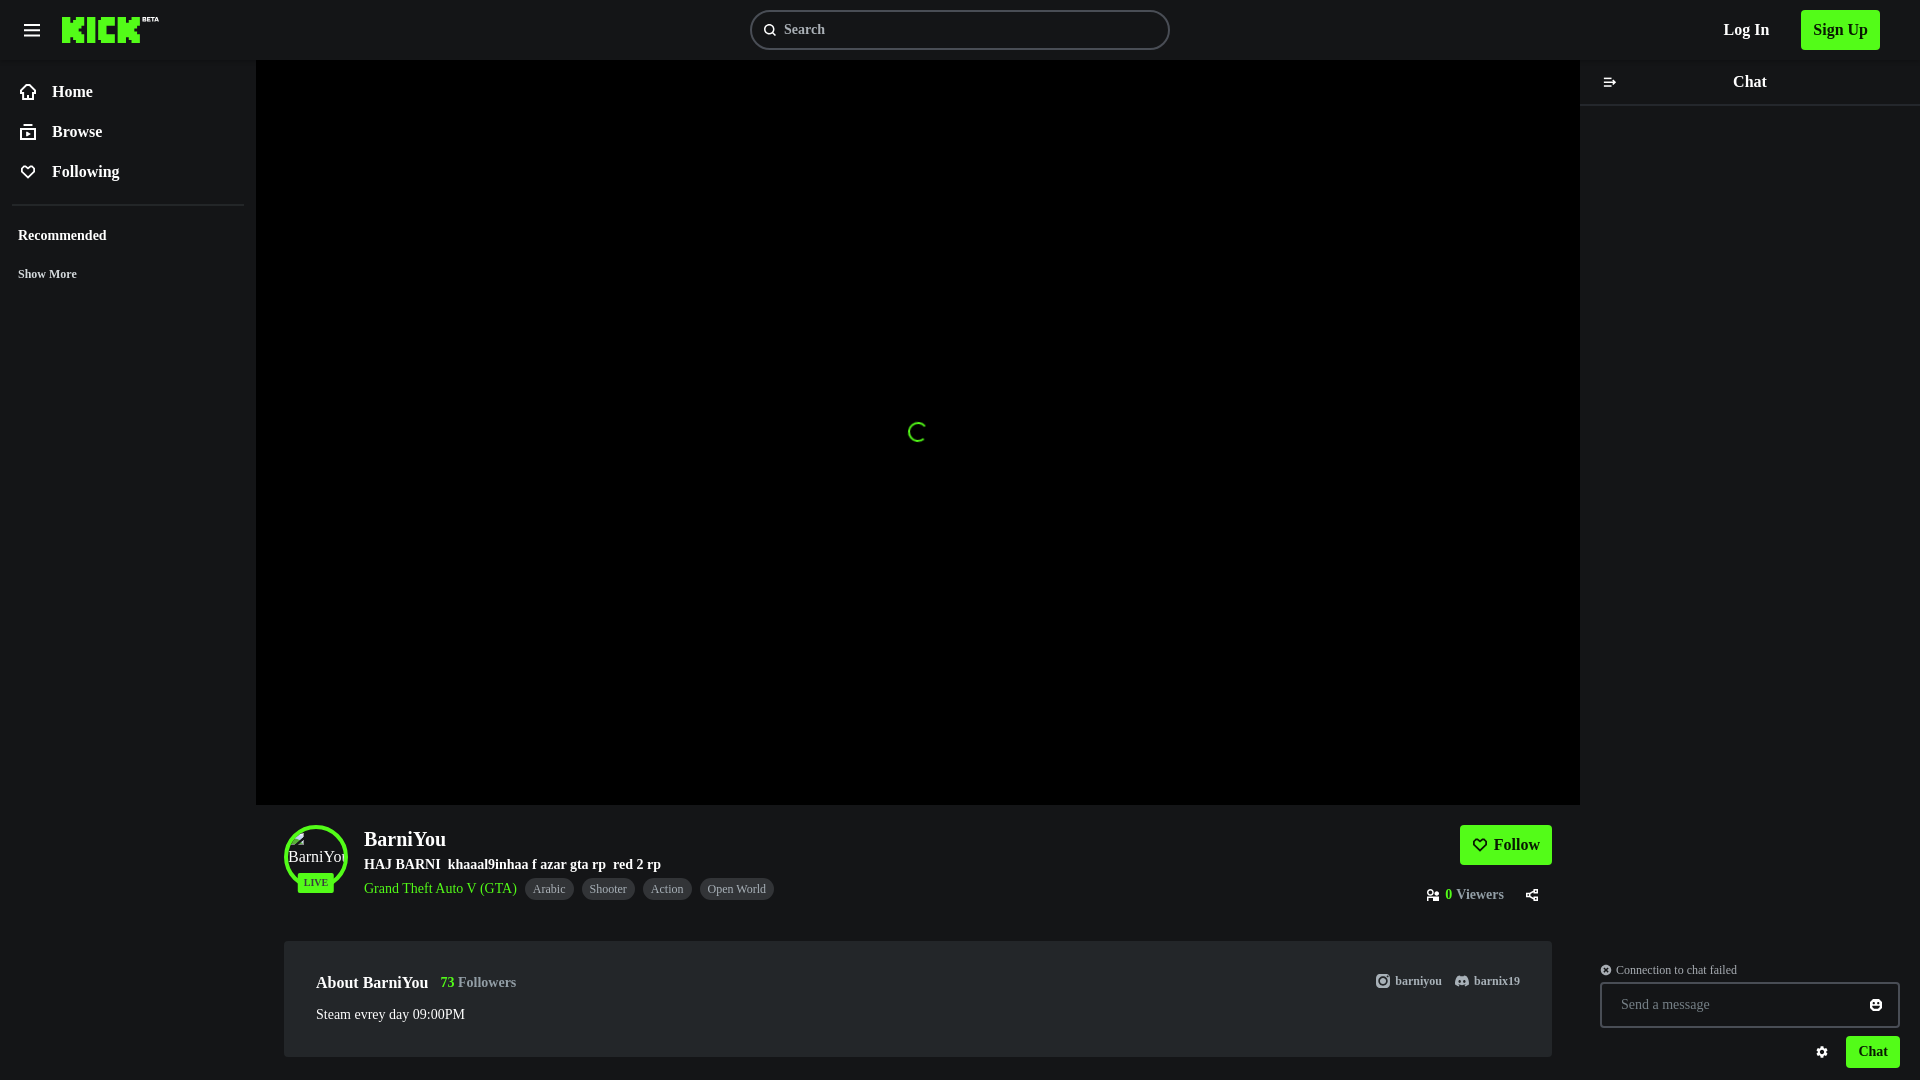 KICK BETA
Search
Log In
Sign Up
Home
Browse
Following
Recommended
Show More
Chat
BarniYou
LIVE
BarniYou
HAJ BARNI  khaaal9inhaa f azar gta rp  red 2 rp
Grand Theft Auto V (GTA) Arabic Shooter Action Open World
Follow
0 Viewers
About BarniYou 73 Followers
barniyou barnix19
Steam evrey day 09:00PM
Connection to chat failed
Send a message
Chat